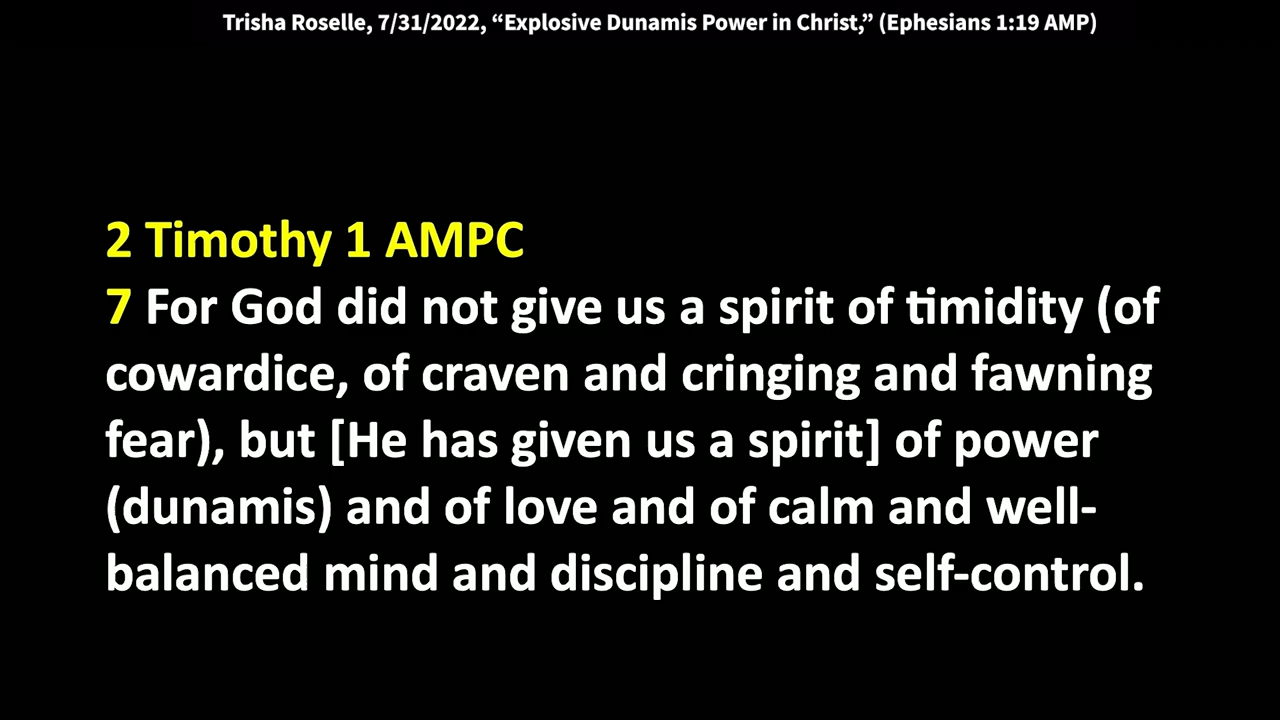 Trisha Roselle, 7/31/2022, “Explosive Dunamis Power in Christ,” (Ephesians 1:19 AMP)
2 Timothy 1 AMPC
7 For God did not give us a spirit of timidity (of
cowardice, of craven and cringing and fawning
fear), but [He has given us a spirit] of power
(dunamis) and of love and of calm and well-
balanced mind and discipline and self-control.